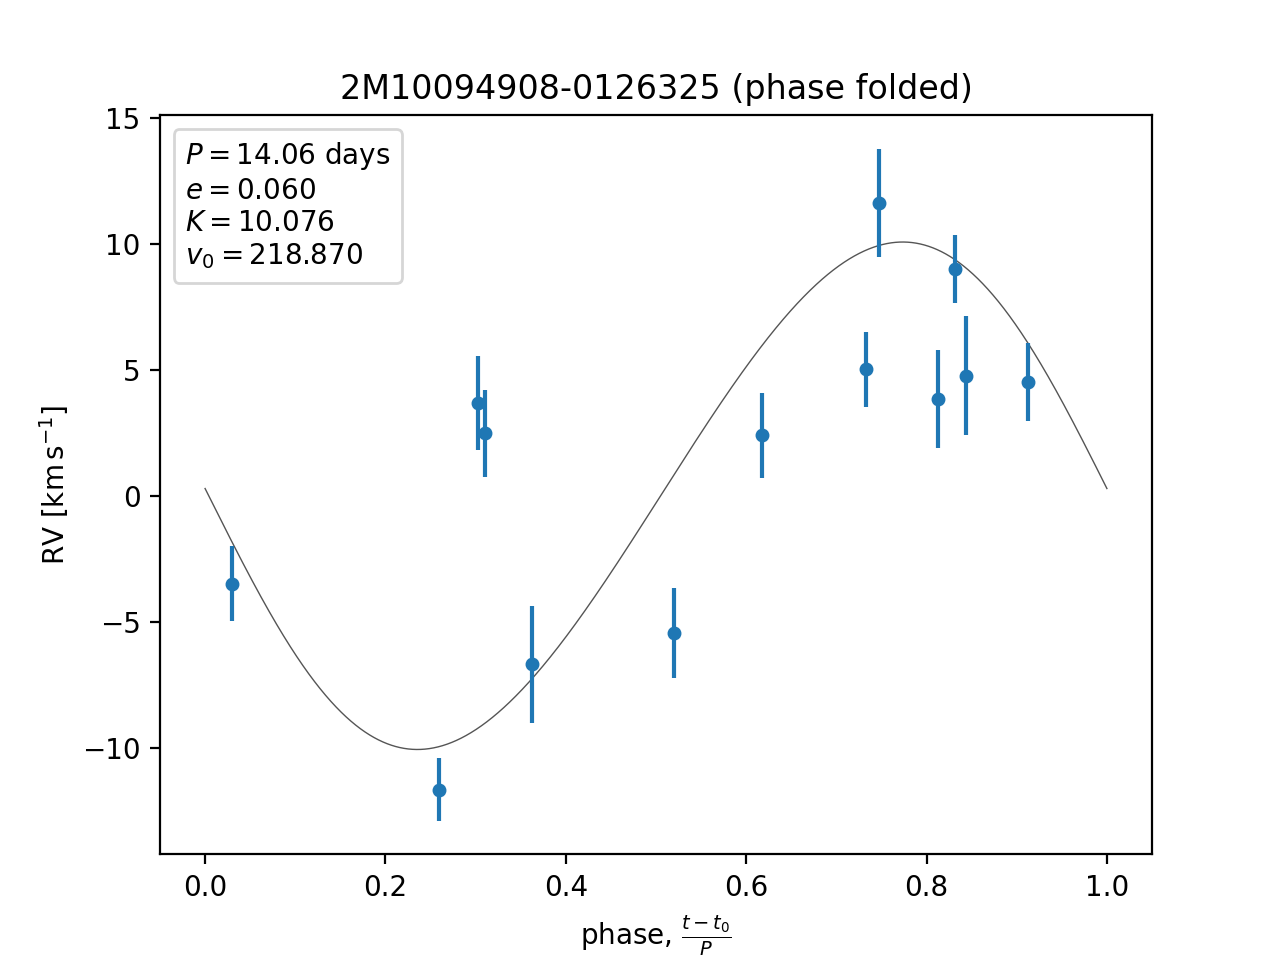 2M10094908-0126325 (phase folded)
P = 14.06 days
e = 0.060
K = 10.076
v₀ = 218.870
15
10
5
0
−5
−10
RV [km s⁻¹]
0.0 0.2 0.4 0.6 0.8 1.0
phase, (t − t₀)/P